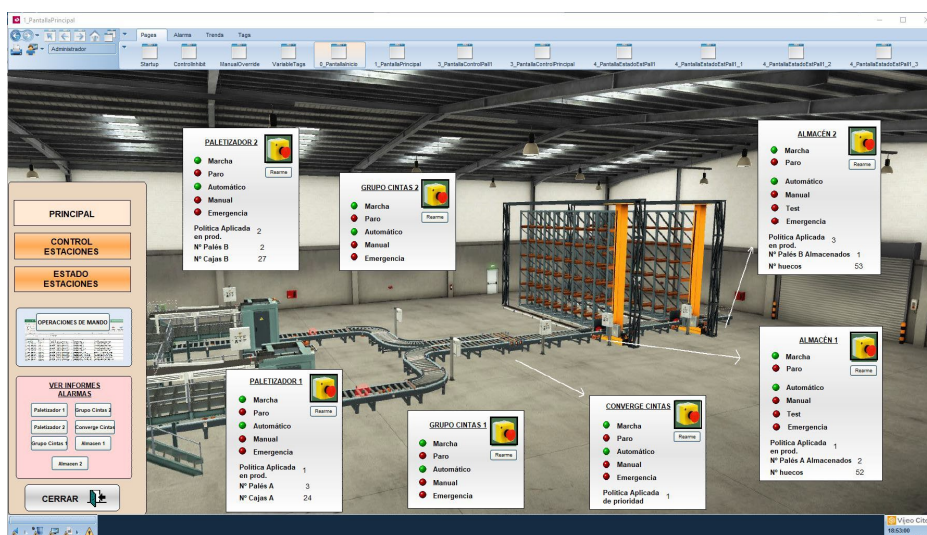 1_PantallaPrincipal
Pages Alarms Trends Tags
Administrador
Startup ControlInhibit ManualOverride VariableTags 0_PantallaInicio 1_PantallaPrincipal 3_PantallaControlPall1 3_PantallaControlPrincipal 4_PantallaEstadoEstPall1 4_PantallaEstadoEstPall1_1 4_PantallaEstadoEstPall1_2 4_PantallaEstadoEstPall1_3
PRINCIPAL
CONTROL
ESTACIONES
ESTADO
ESTACIONES
OPERACIONES DE MANDO
VER INFORMES
ALARMAS
Paletizador 1 Grupo Cintas 2
Paletizador 2 Converge Cintas
Grupo Cintas 1 Almasen 1
Almasen 2
CERRAR
PALETIZADOR 2
Marcha
Paro
Rearme
Automático
Manual
Emergencia
Política Aplicada 2
en prod.
Nº Palés B 2
Nº Cajas B 27
GRUPO CINTAS 2
Marcha
Paro
Rearme
Automático
Manual
Emergencia
ALMACÉN 2
Marcha
Paro
Rearme
Automático
Manual
Test
Emergencia
Política Aplicada 3
en prod.
Nº Palés B Almacenados 1
Nº huecos 53
PALETIZADOR 1
Marcha
Paro
Rearme
Automático
Manual
Emergencia
Política Aplicada 1
en prod.
Nº Palés A 3
Nº Cajas A 24
GRUPO CINTAS 1
Marcha
Paro
Rearme
Automático
Manual
Emergencia
CONVERGE CINTAS
Marcha
Paro
Rearme
Automático
Manual
Emergencia
Política Aplicada 1
de prioridad
ALMACÉN 1
Marcha
Paro
Rearme
Automático
Manual
Test
Emergencia
Política Aplicada 1
en prod.
Nº Palés A Almacenados 2
Nº huecos 52
Vijeo Cite
18:53:00